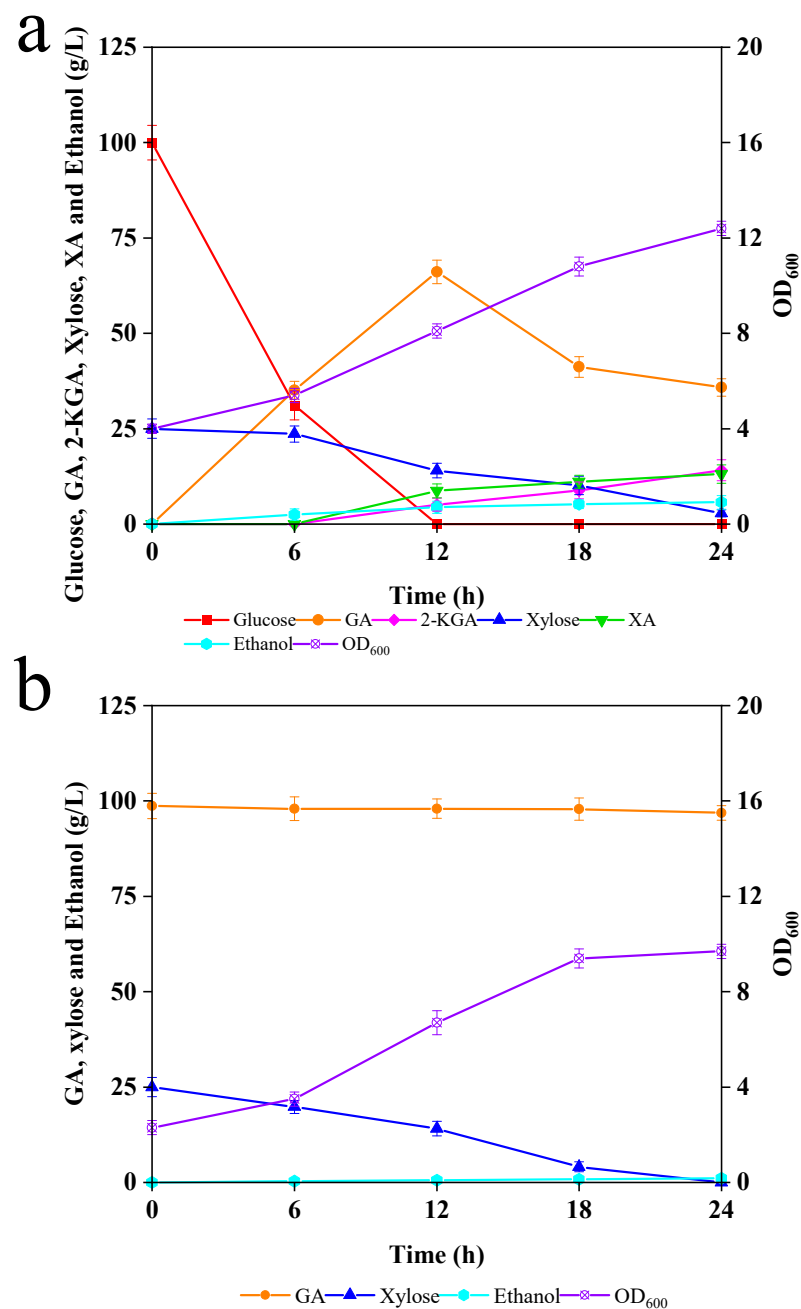 a
Glucose, GA, 2-KGA, Xylose, XA and Ethanol (g/L)
125
100
75
50
25
0
20
16
12
8
4
0
OD600
0 6 12 18 24
Time (h)
Glucose GA 2-KGA Xylose XA
Ethanol OD600
b
GA, xylose and Ethanol (g/L)
125
100
75
50
25
0
20
16
12
8
4
0
OD600
0 6 12 18 24
Time (h)
GA Xylose Ethanol OD600